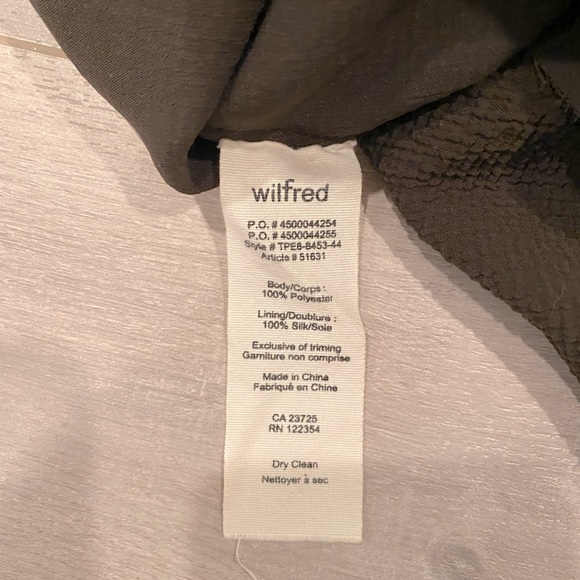 wilfred
P.O. # 4500044254
P.O. # 4500044255
Style # TPE6-8453-44
Article # 51631
Body/Corps :
100% Polyester
Lining/Doublure :
100% Silk/Soie
Exclusive of triming
Garniture non comprise
Made in China
Fabriqué en Chine
CA 23725
RN 122354
Dry Clean
Nettoyer à sec